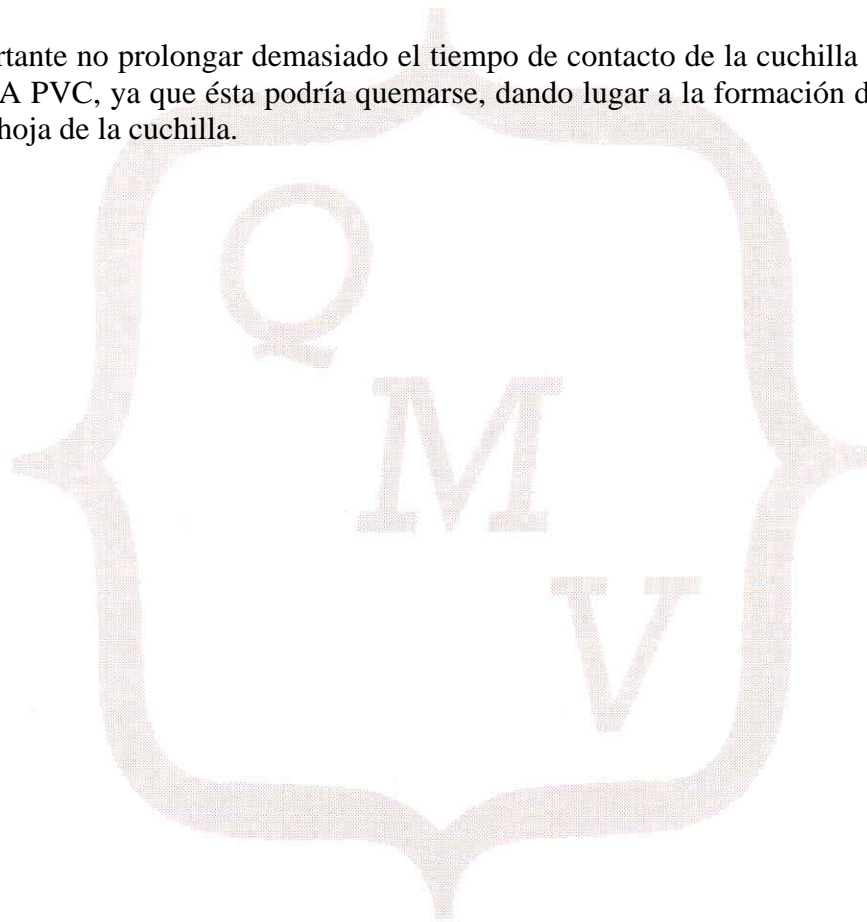 rtante no prolongar demasiado el tiempo de contacto de la cuchilla
A PVC, ya que ésta podría quemarse, dando lugar a la formación d
hoja de la cuchilla.
Q
M
V